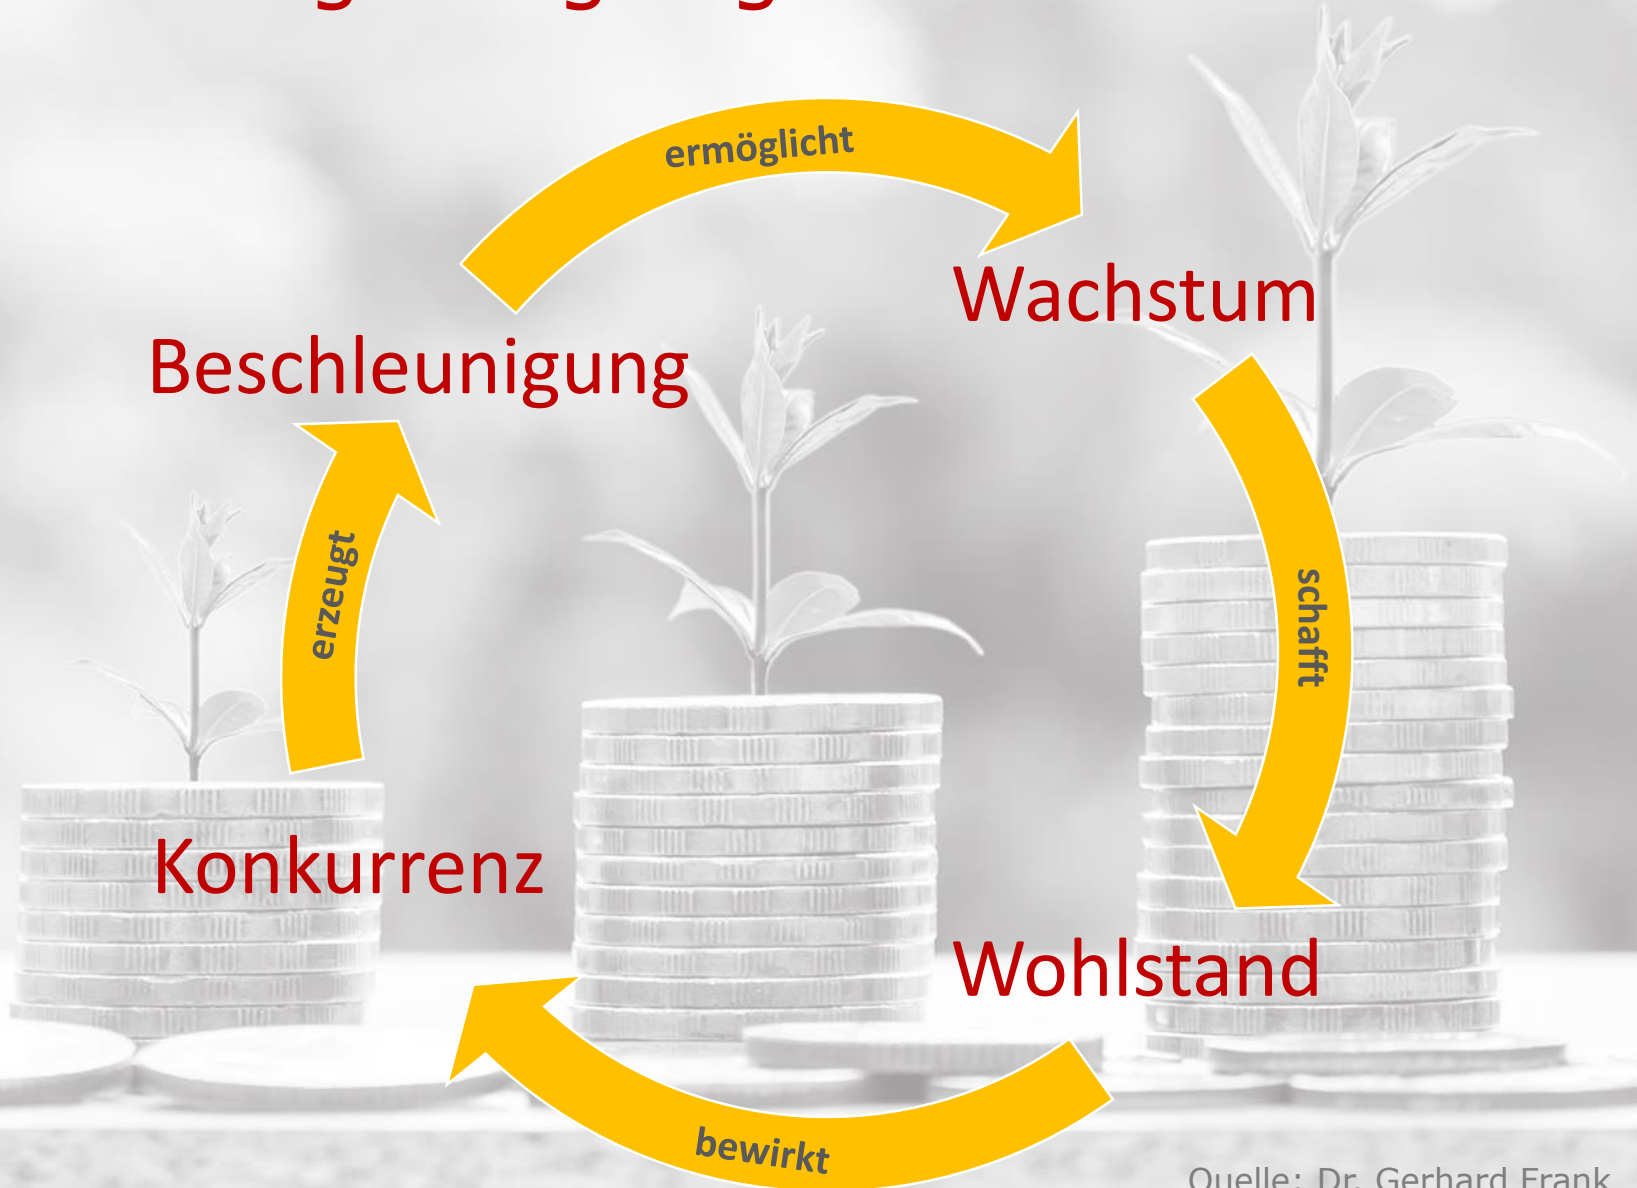 ermöglicht
Wachstum
Beschleunigung
erzeugt
schafft
Konkurrenz
Wohlstand
bewirkt
Quelle: Dr. Gerhard Frank